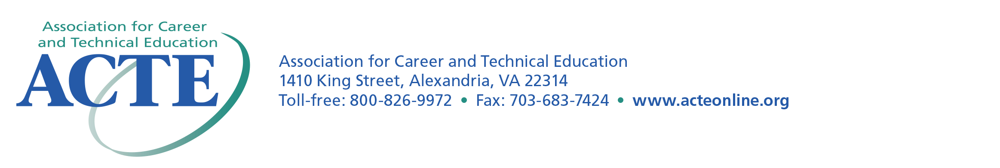 Association for Career
and Technical Education
ACTE
Association for Career and Technical Education
1410 King Street, Alexandria, VA 22314
Toll-free: 800-826-9972 • Fax: 703-683-7424 • www.acteonline.org